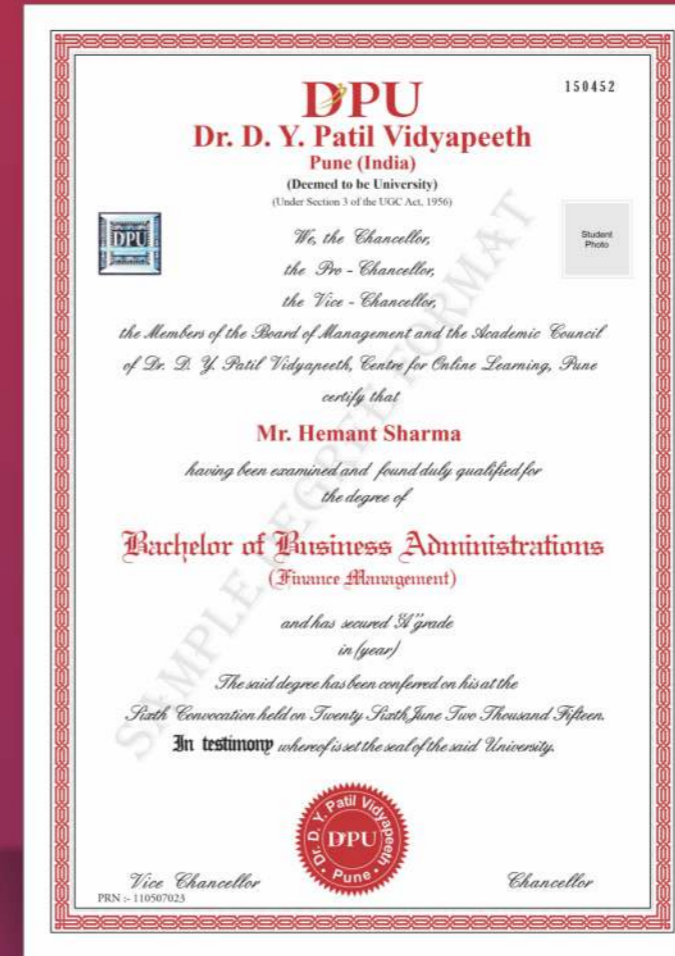 DPU
150452
Dr. D. Y. Patil Vidyapeeth
Pune (India)
(Deemed to be University)
(Under Section 3 of the UGC Act, 1956)
DPU
Student
Photo
We, the Chancellor,
the Pro - Chancellor,
the Vice - Chancellor,
the Members of the Board of Management and the Academic Council
of Dr. D. Y. Patil Vidyapeeth, Centre for Online Learning, Pune
certify that
Mr. Hemant Sharma
having been examined and found duly qualified for
the degree of
Bachelor of Business Administrations
(Finance Management)
and has secured "A" grade
in (year)
The said degree has been conferred on his at the
Sixth Convocation held on Twenty Sixth June Two Thousand Fifteen.
In testimony whereof is set the seal of the said University.
SAMPLE DEGREE FORMAT
Dr. D. Y. Patil Vidyapeeth
DPU
Pune
Vice Chancellor
Chancellor
PRN :- 110507023